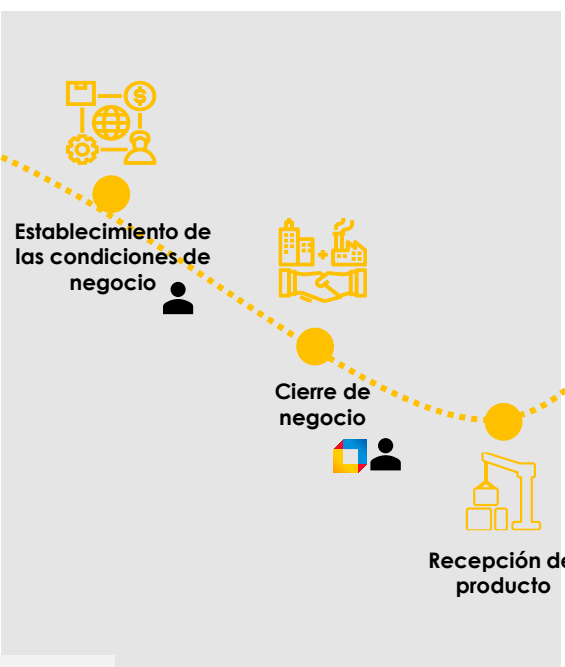 Establecimiento de
las condiciones de
negocio
Cierre de
negocio
Recepción de
producto